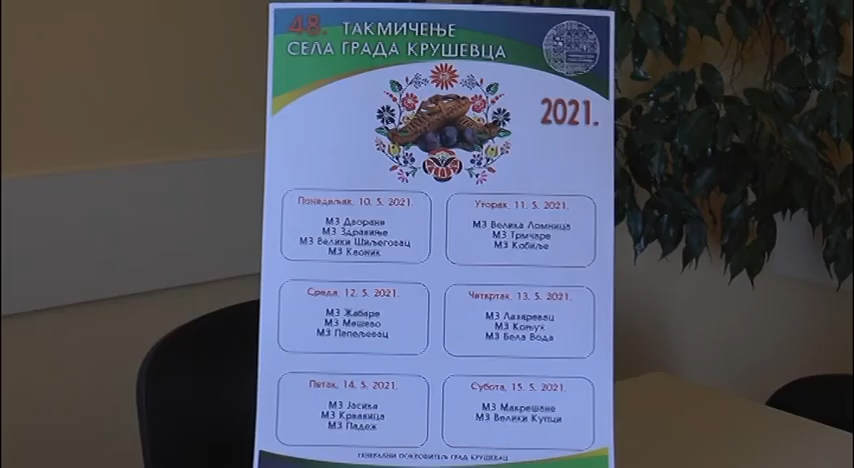 48. ТАКМИЧЕЊЕ
СЕЛА ГРАДА КРУШЕВЦА
2021.
Понедељак, 10. 5. 2021.
МЗ Дворане
МЗ Здравиње
МЗ Велики Шиљеговац
МЗ Каоник
Уторак, 11. 5. 2021.
МЗ Велика Ломница
МЗ Трмчаре
МЗ Кобиље
Среда, 12. 5. 2021.
МЗ Жабаре
МЗ Мешево
МЗ Пепељевац
Четвртак, 13. 5. 2021.
МЗ Лазаревац
МЗ Коњух
МЗ Бела Вода
Петак, 14. 5. 2021.
МЗ Јасика
МЗ Крвавица
МЗ Падеж
Субота, 15. 5. 2021.
МЗ Макрешане
МЗ Велики Купци
ГЕНЕРАЛНИ ПОКРОВИТЕЉ ГРАД КРУШЕВАЦ